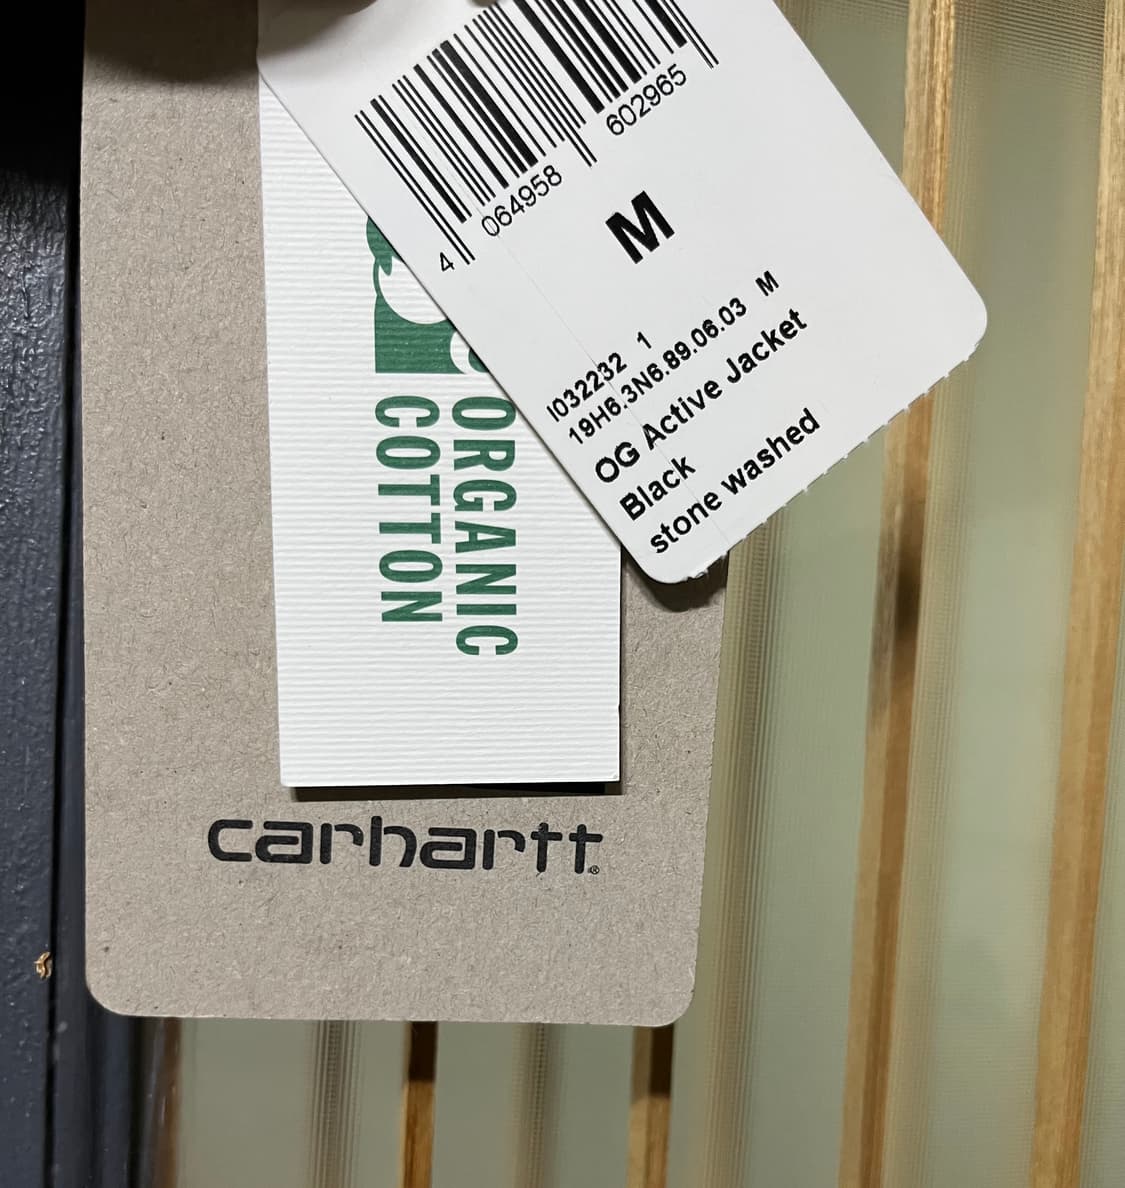 4 064958 602965
M
I032232 1
19H6.3N6.89.06.03 M
OG Active Jacket
Black
stone washed
ORGANIC
COTTON
carhartt®